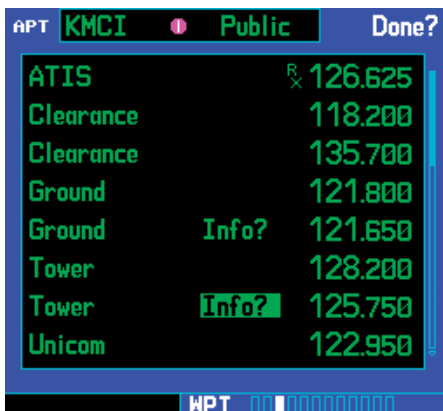 APT KMCI Public Done?
ATIS Rx 126.625
Clearance 118.200
Clearance 135.700
Ground 121.800
Ground Info? 121.650
Tower 128.200
Tower Info? 125.750
Unicom 122.950
WPT